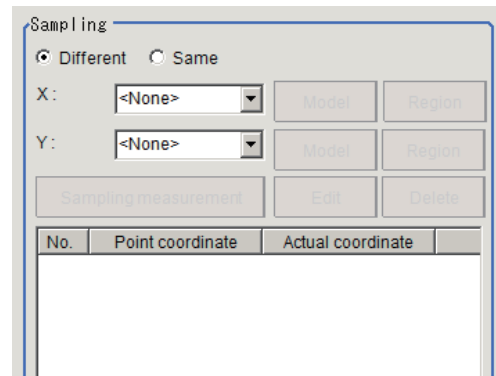 Sampling
Different Same
X: <None> Model Region
Y: <None> Model Region
Sampling measurement Edit Delete
No. Point coordinate Actual coordinate